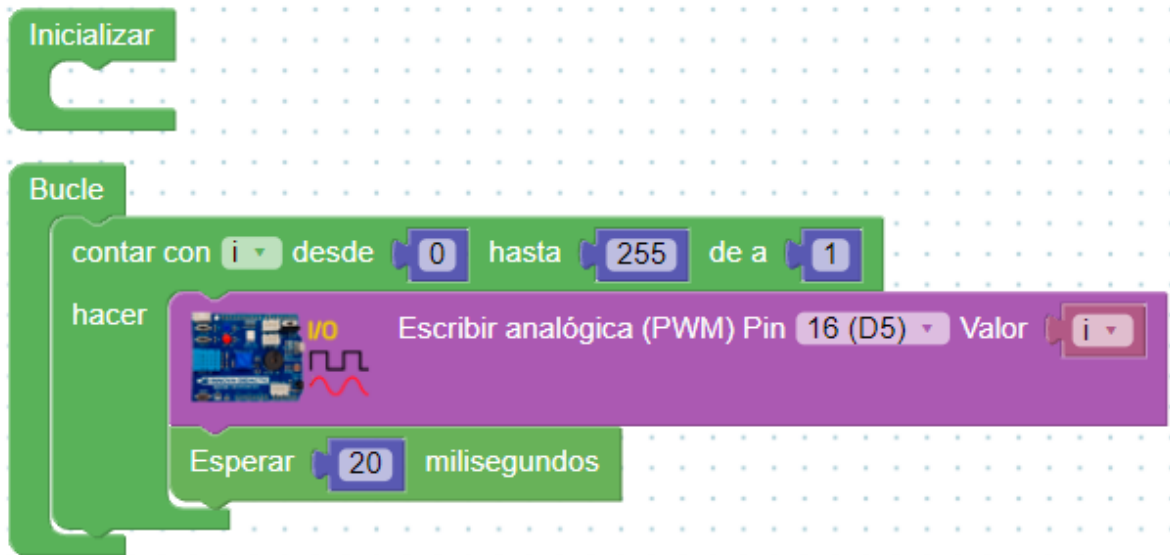 Inicializar
Bucle
contar con i desde 0 hasta 255 de a 1
hacer
I/O Escribir analógica (PWM) Pin 16 (D5) Valor i
Esperar 20 milisegundos